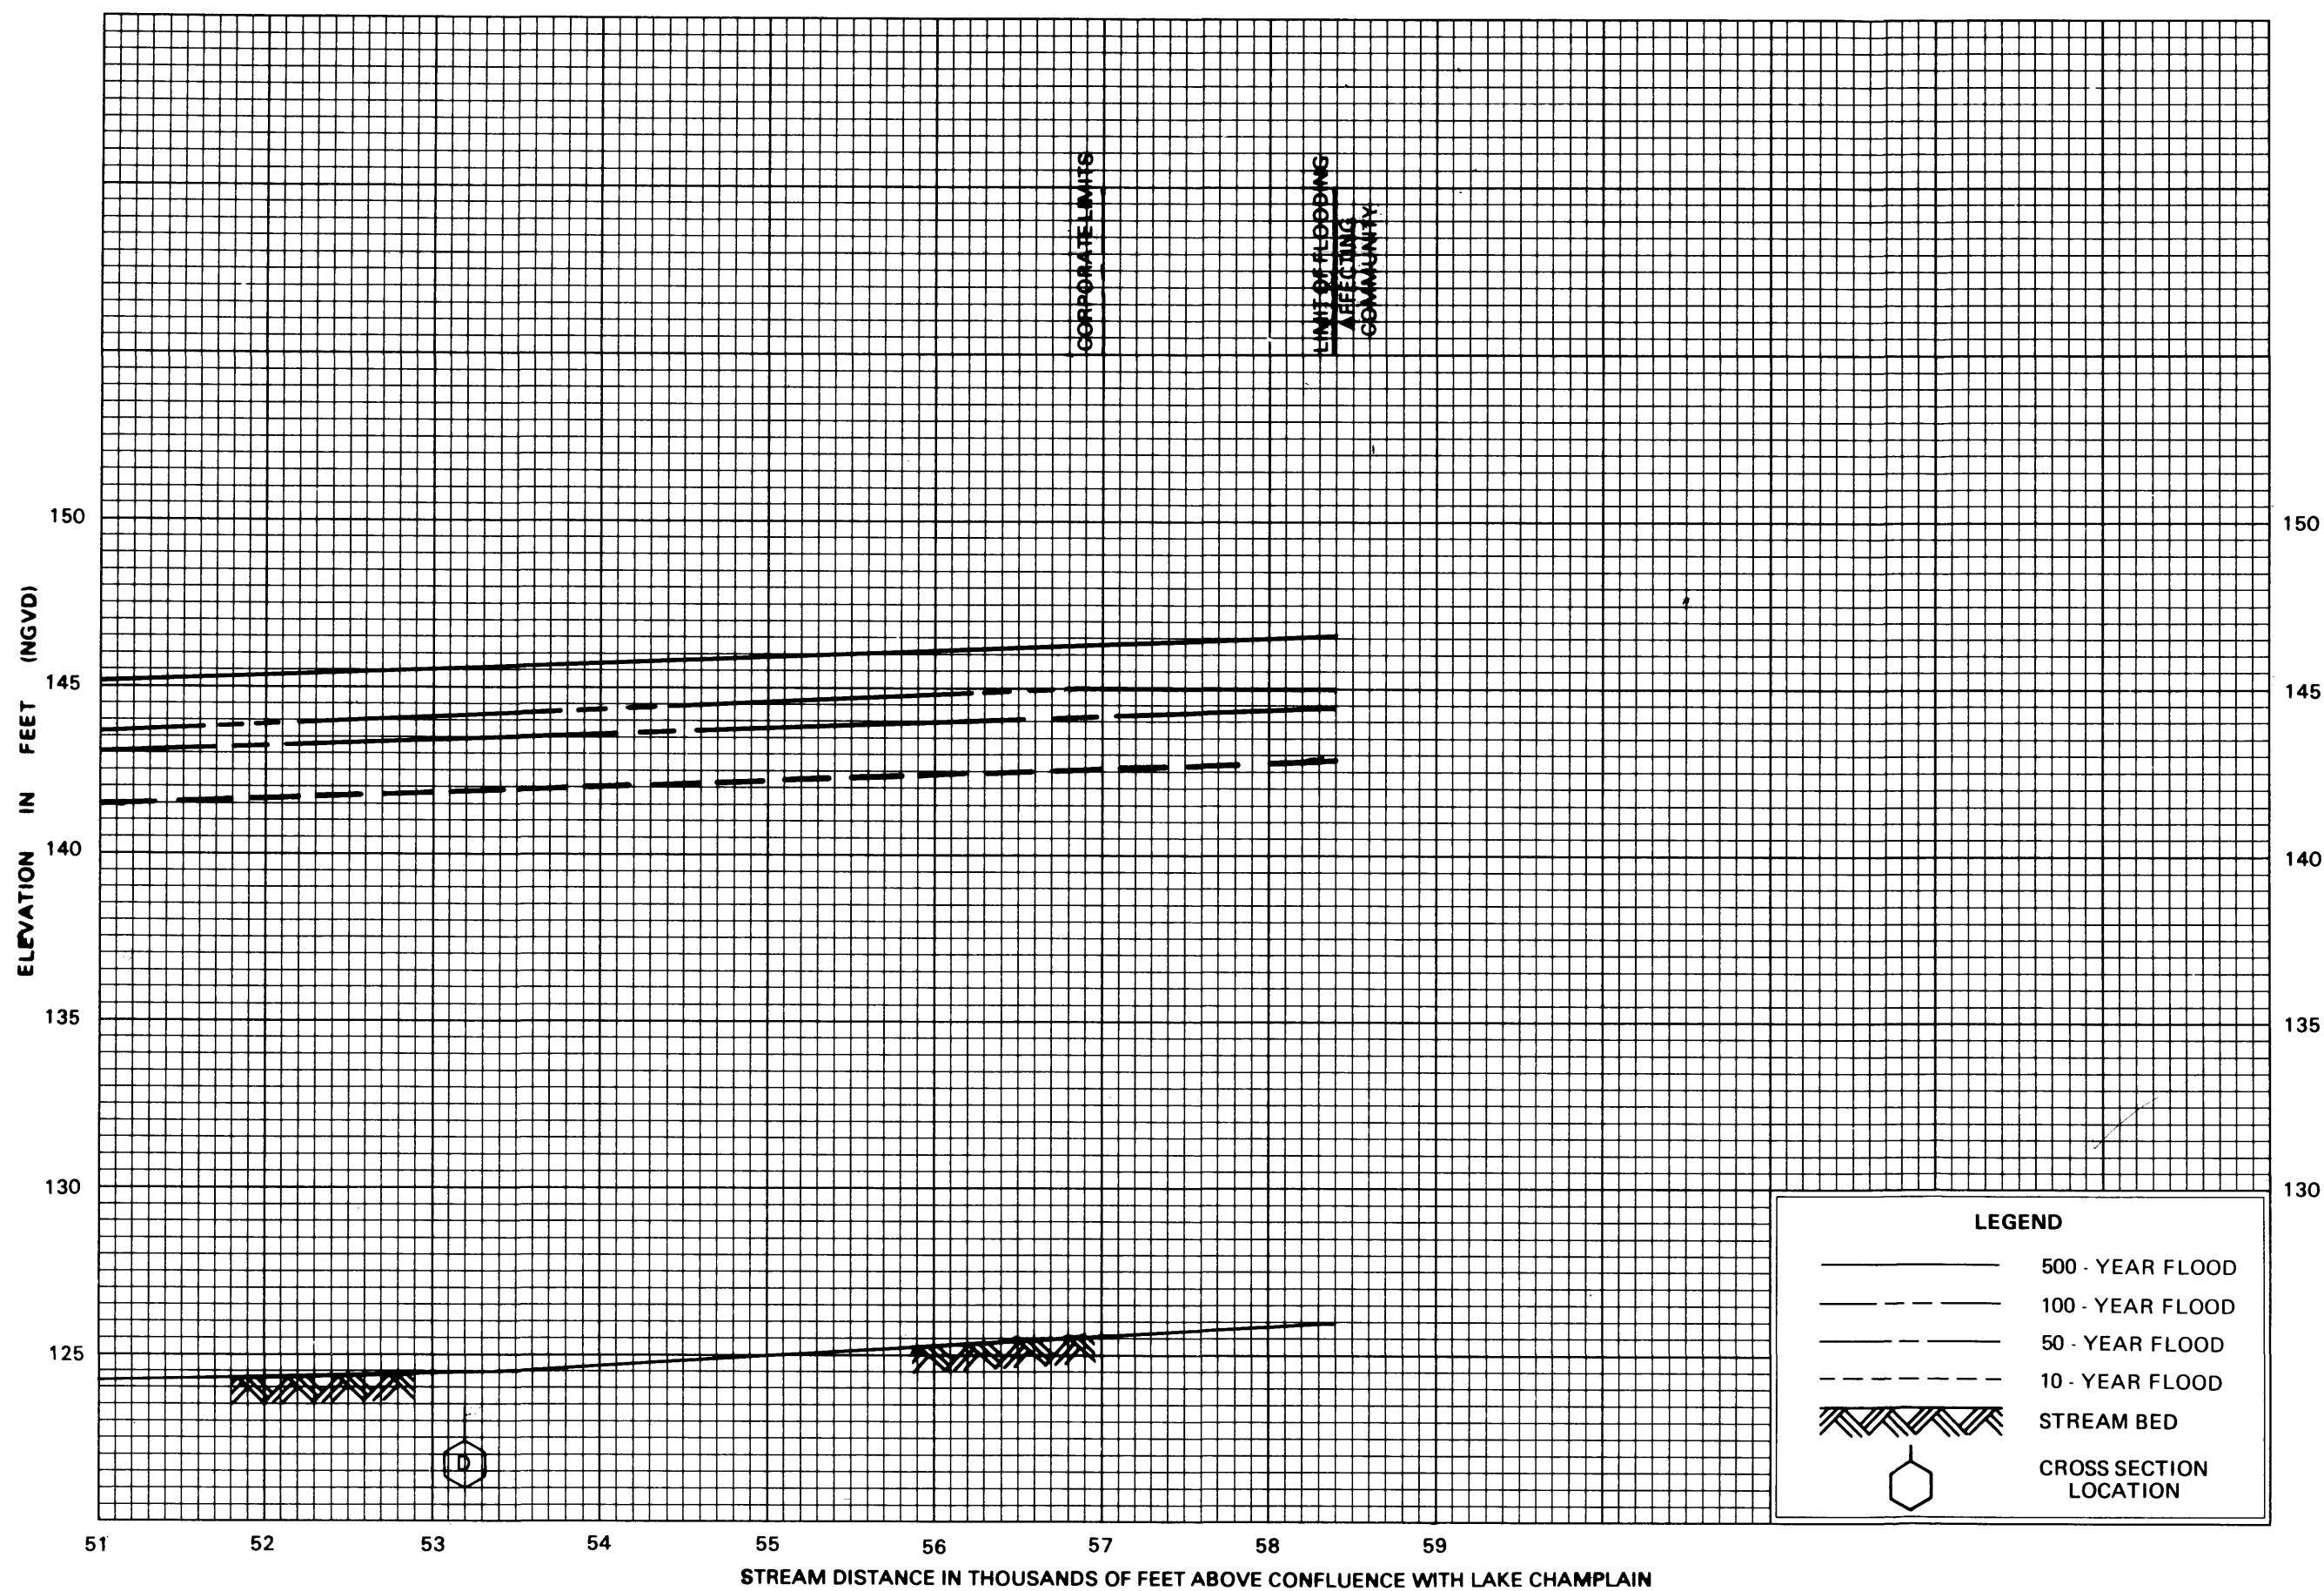 CORPORATE LIMITS
LIMIT OF FLOODING
AFFECTING
COMMUNITY
ELEVATION IN FEET (NGVD)
150
145
140
135
130
125
150
145
140
135
130
D
LEGEND
500 - YEAR FLOOD
100 - YEAR FLOOD
50 - YEAR FLOOD
10 - YEAR FLOOD
STREAM BED
CROSS SECTION
LOCATION
51 52 53 54 55 56 57 58 59
STREAM DISTANCE IN THOUSANDS OF FEET ABOVE CONFLUENCE WITH LAKE CHAMPLAIN